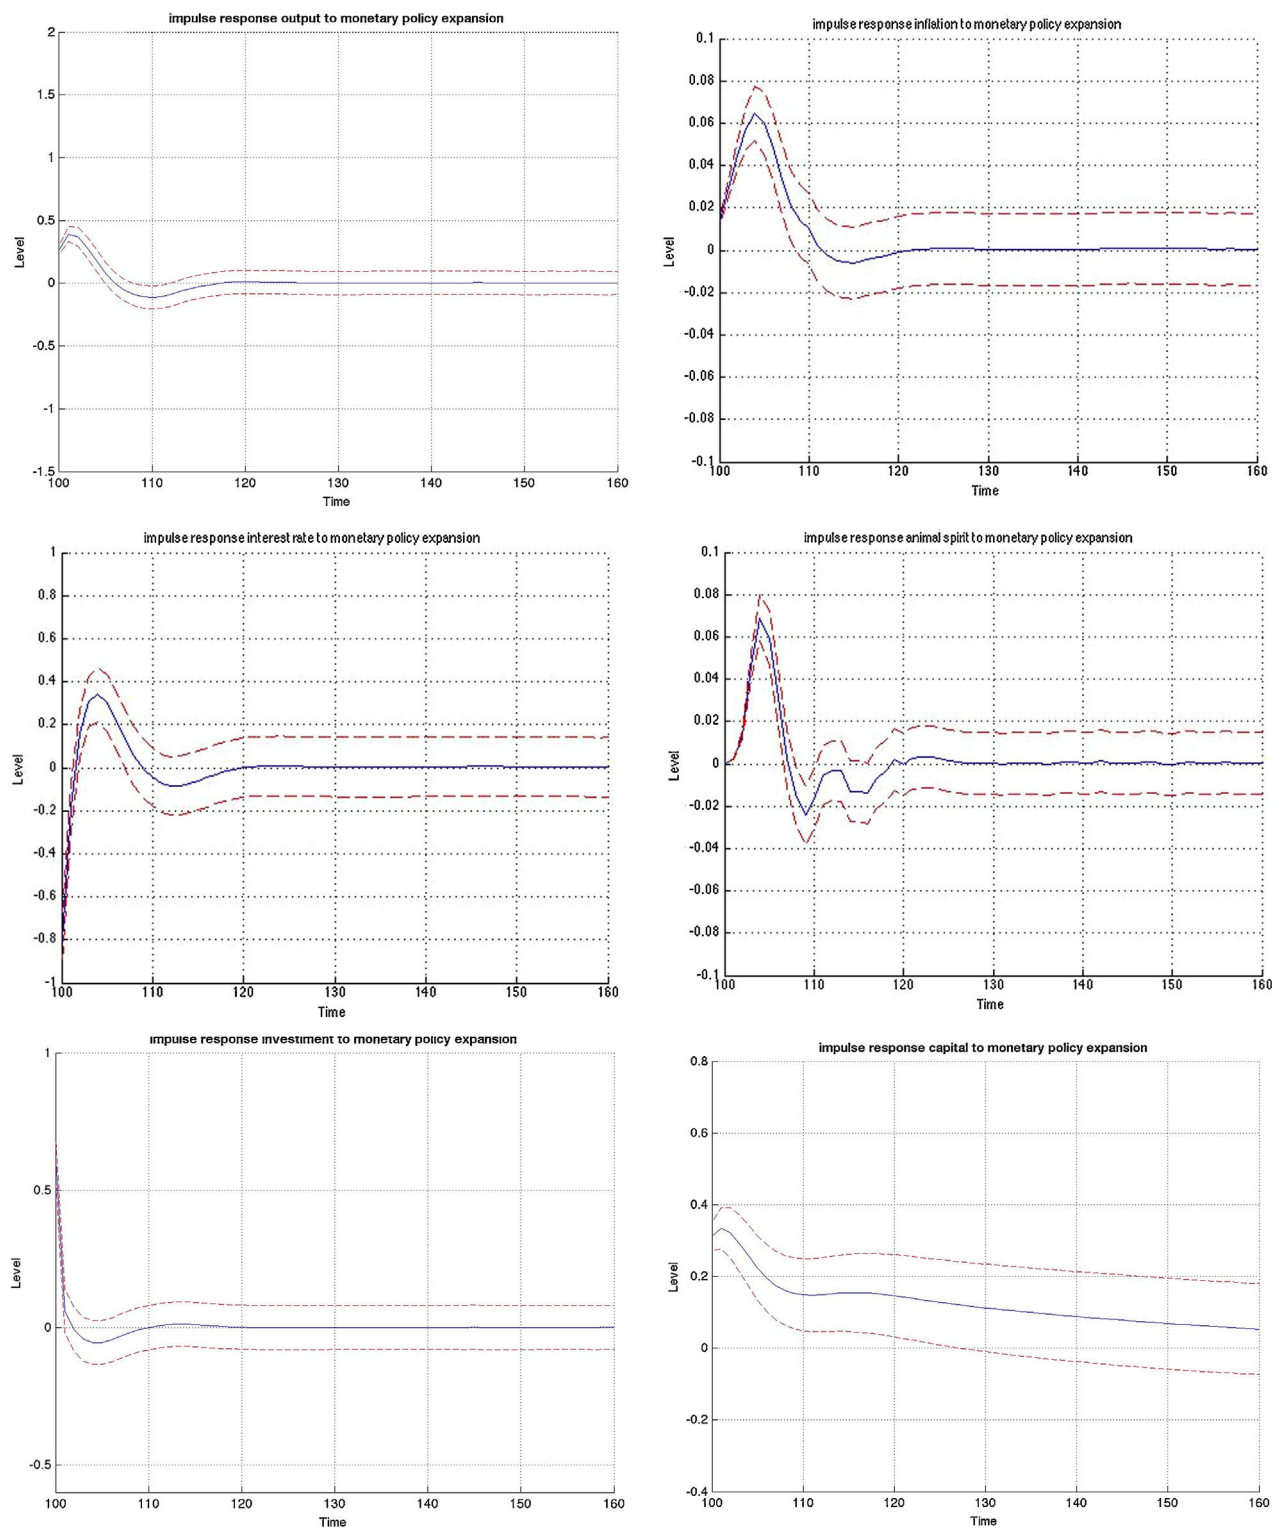 impulse response output to monetary policy expansion
2
1.5
1
0.5
0
-0.5
-1
-1.5
Level
100 110 120 130 140 150 160
Time
impulse response inflation to monetary policy expansion
0.1
0.08
0.06
0.04
0.02
0
-0.02
-0.04
-0.06
-0.08
-0.1
Level
100 110 120 130 140 150 160
Time
impulse response interest rate to monetary policy expansion
1
0.8
0.6
0.4
0.2
0
-0.2
-0.4
-0.6
-0.8
-1
Level
100 110 120 130 140 150 160
Time
impulse response animal spirit to monetary policy expansion
0.1
0.08
0.06
0.04
0.02
0
-0.02
-0.04
-0.06
-0.08
-0.1
Level
100 110 120 130 140 150 160
Time
impulse response investiment to monetary policy expansion
1
0.5
0
-0.5
Level
100 110 120 130 140 150 160
Time
impulse response capital to monetary policy expansion
0.8
0.6
0.4
0.2
0
-0.2
-0.4
Level
100 110 120 130 140 150 160
Time